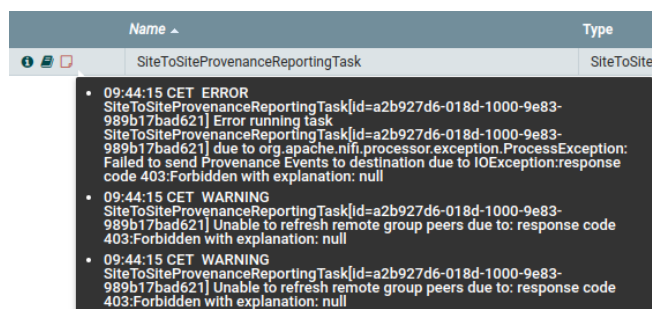 Name
Type
SiteToSiteProvenanceReportingTask
SiteToSite
09:44:15 CET ERROR
SiteToSiteProvenanceReportingTask[id=a2b927d6-018d-1000-9e83-
989b17bad621] Error running task
SiteToSiteProvenanceReportingTask[id=a2b927d6-018d-1000-9e83-
989b17bad621] due to org.apache.nifi.processor.exception.ProcessException:
Failed to send Provenance Events to destination due to IOException:response
code 403:Forbidden with explanation: null
09:44:15 CET WARNING
SiteToSiteProvenanceReportingTask[id=a2b927d6-018d-1000-9e83-
989b17bad621] Unable to refresh remote group peers due to: response code
403:Forbidden with explanation: null
09:44:15 CET WARNING
SiteToSiteProvenanceReportingTask[id=a2b927d6-018d-1000-9e83-
989b17bad621] Unable to refresh remote group peers due to: response code
403:Forbidden with explanation: null